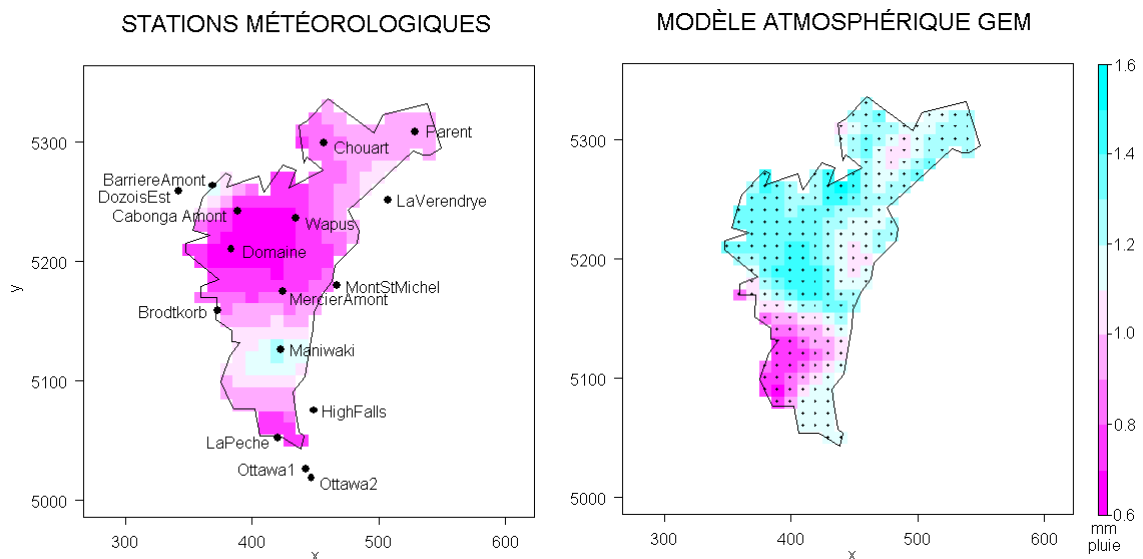 STATIONS MÉTÉOROLOGIQUES
MODÈLE ATMOSPHÉRIQUE GEM
5300
5200
5100
5000
y
300
400
500
600
x
Parent
Chouart
BarriereAmont
DozoisEst
LaVerendrye
Cabonga Amont
Wapus
Domaine
MontStMichel
MercierAmont
Brodtkorb
Maniwaki
HighFalls
LaPeche
Ottawa1
Ottawa2
5300
5200
5100
5000
300
400
500
600
x
1.6
1.4
1.2
1.0
0.8
0.6
mm
pluie